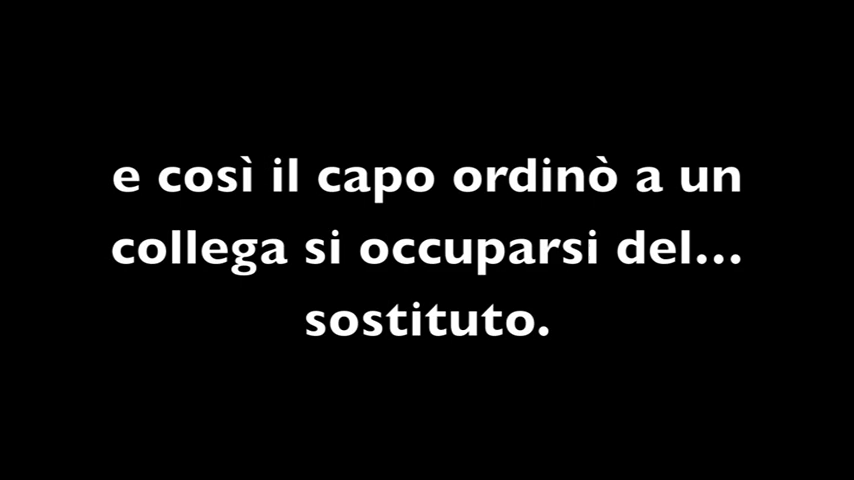 e così il capo ordinò a un
collega si occuparsi del...
sostituto.